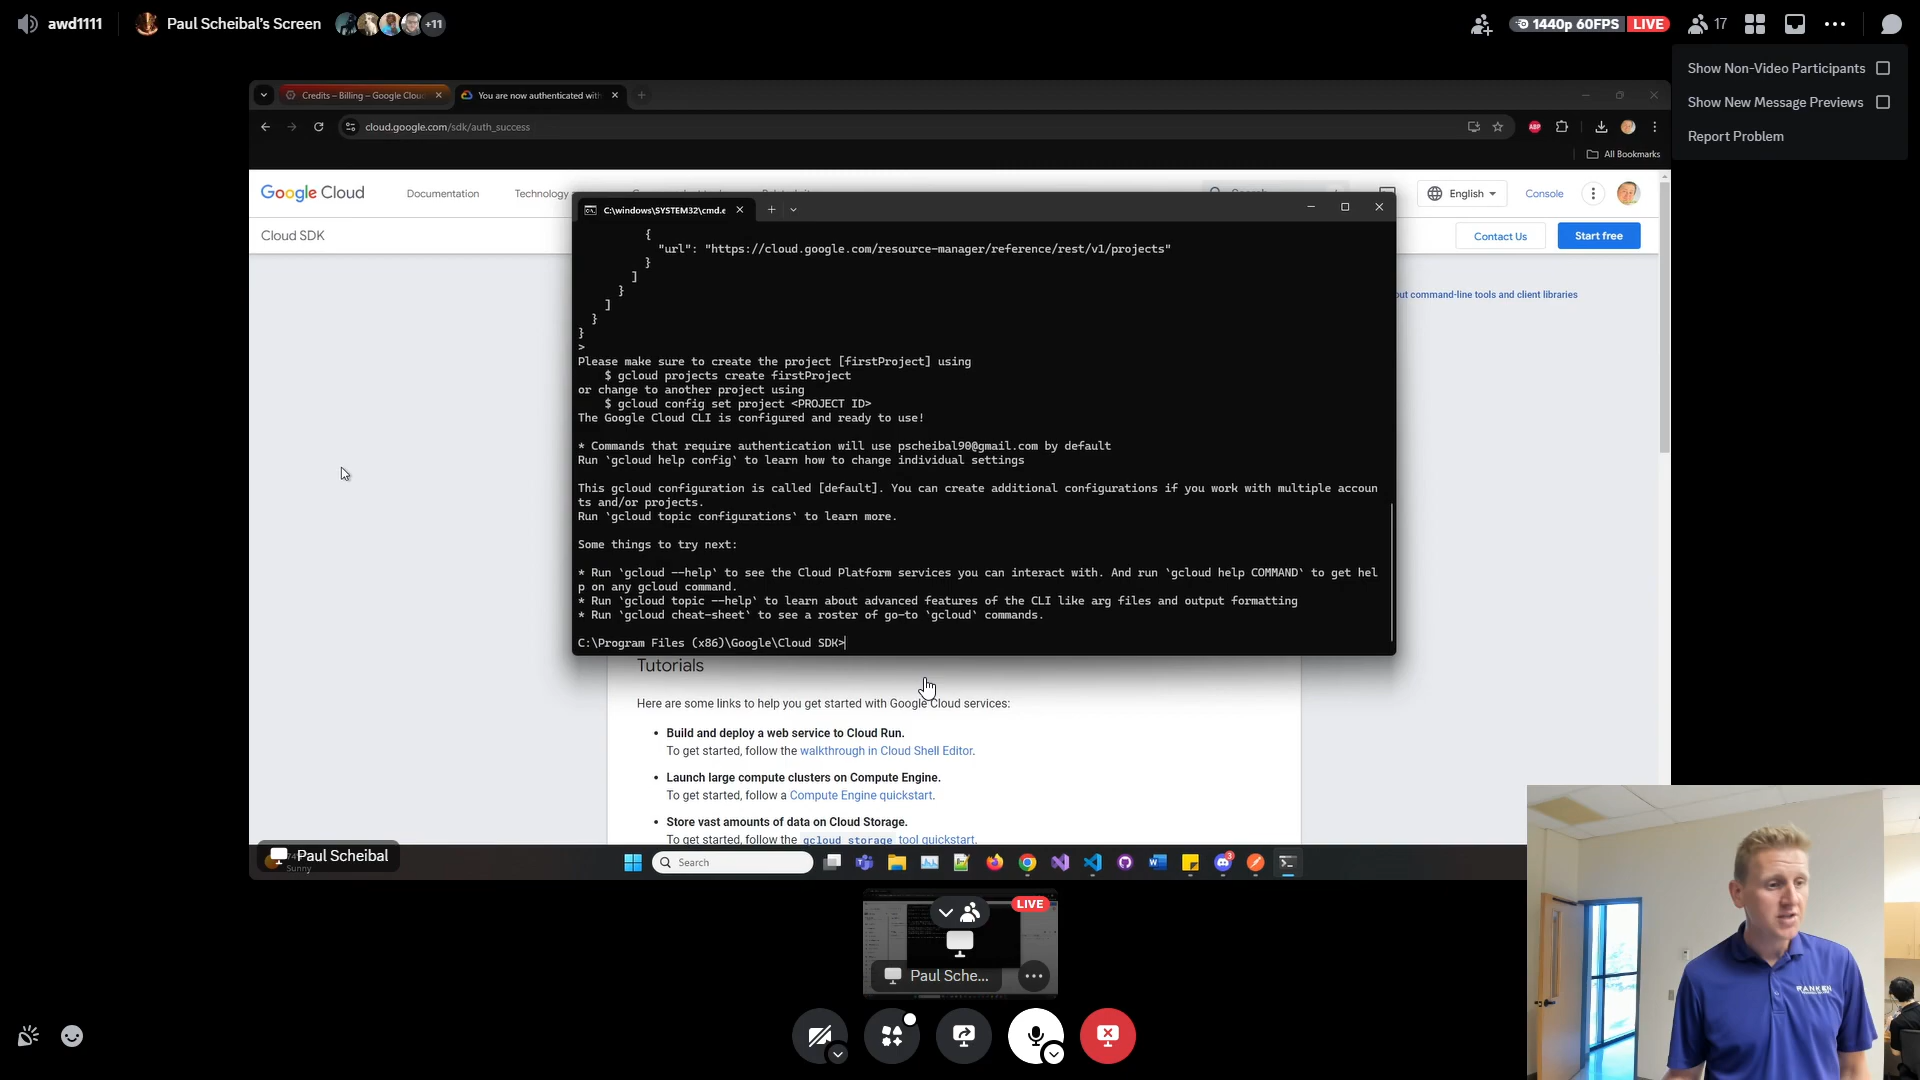 awd1111
Paul Scheibal's Screen
+11
1440p 60FPS
LIVE
17
Show Non-Video Participants
Show New Message Previews
Report Problem
Credits – Billing – Google Clou
You are now authenticated with
cloud.google.com/sdk/auth_success
ABP
All Bookmarks
Google Cloud
Documentation
Technology
English
Console
Cloud SDK
Contact Us
Start free
C:\windows\SYSTEM32\cmd.e
{
"url": "https://cloud.google.com/resource-manager/reference/rest/v1/projects"
}
]
}
]
}
}
>
Please make sure to create the project [firstProject] using
$ gcloud projects create firstProject
or change to another project using
$ gcloud config set project <PROJECT ID>
The Google Cloud CLI is configured and ready to use!
* Commands that require authentication will use pscheibal90@gmail.com by default
Run `gcloud help config` to learn how to change individual settings
This gcloud configuration is called [default]. You can create additional configurations if you work with multiple accoun
ts and/or projects.
Run `gcloud topic configurations` to learn more.
Some things to try next:
* Run `gcloud --help` to see the Cloud Platform services you can interact with. And run `gcloud help COMMAND` to get hel
p on any gcloud command.
* Run `gcloud topic --help` to learn about advanced features of the CLI like arg files and output formatting
* Run `gcloud cheat-sheet` to see a roster of go-to `gcloud` commands.
C:\Program Files (x86)\Google\Cloud SDK>
out command-line tools and client libraries
Tutorials
Here are some links to help you get started with Google Cloud services:
• Build and deploy a web service to Cloud Run.
To get started, follow the walkthrough in Cloud Shell Editor.
• Launch large compute clusters on Compute Engine.
To get started, follow a Compute Engine quickstart.
• Store vast amounts of data on Cloud Storage.
To get started, follow the gcloud storage tool quickstart.
Paul Scheibal
Sunny
Search
3
LIVE
Paul Sche...
RANKEN